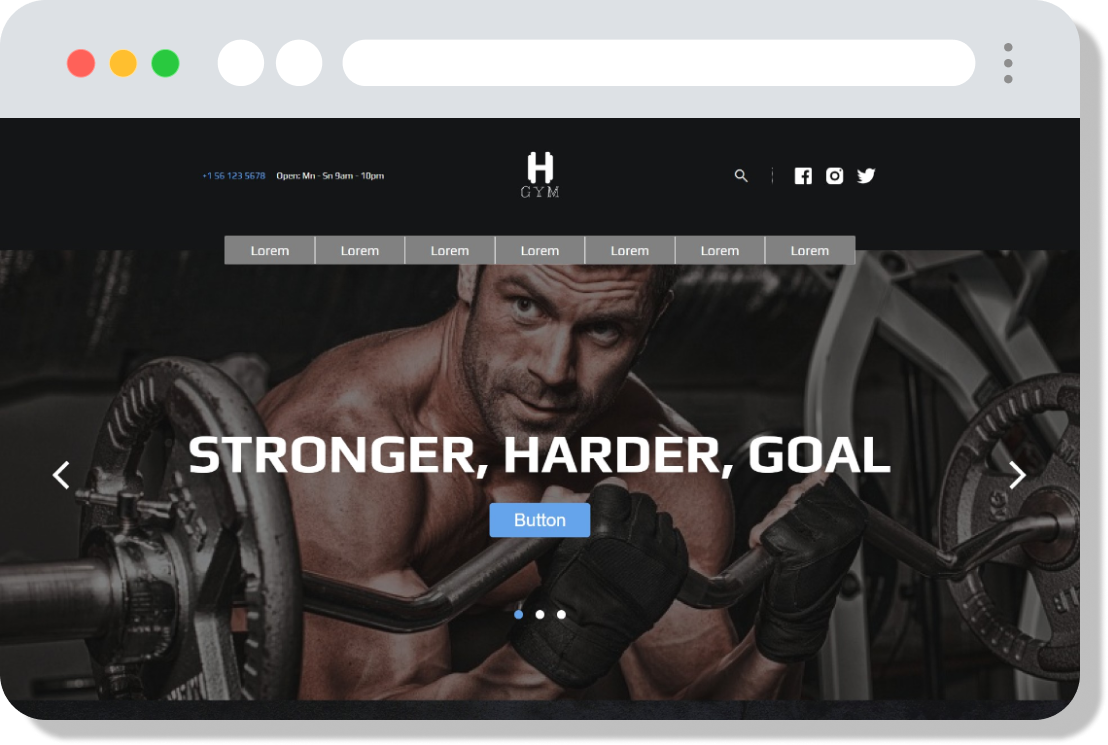 +1 56 123 5678 Open: Mn - Sn 9am - 10pm
H
GYM
Lorem Lorem Lorem Lorem Lorem Lorem Lorem
STRONGER, HARDER, GOAL
Button